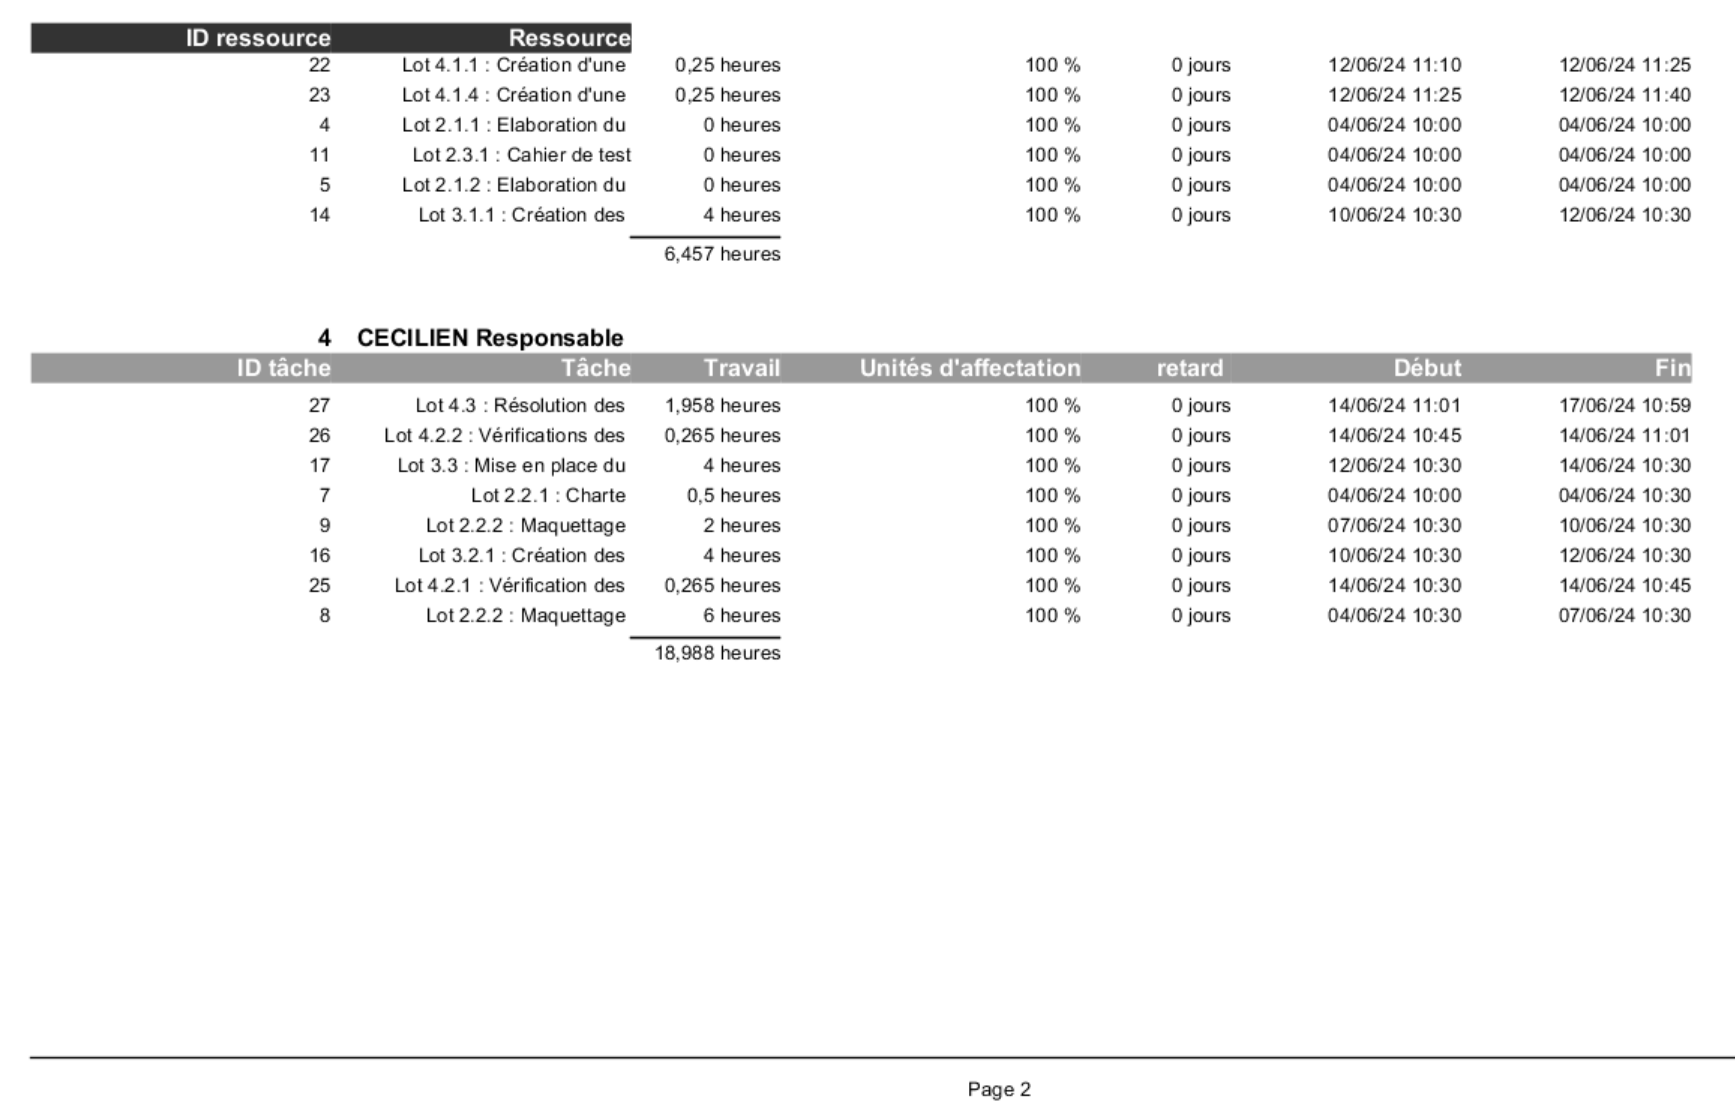 ID ressource Ressource
22 Lot 4.1.1 : Création d'une 0,25 heures 100 % 0 jours 12/06/24 11:10 12/06/24 11:25
23 Lot 4.1.4 : Création d'une 0,25 heures 100 % 0 jours 12/06/24 11:25 12/06/24 11:40
4 Lot 2.1.1 : Elaboration du 0 heures 100 % 0 jours 04/06/24 10:00 04/06/24 10:00
11 Lot 2.3.1 : Cahier de test 0 heures 100 % 0 jours 04/06/24 10:00 04/06/24 10:00
5 Lot 2.1.2 : Elaboration du 0 heures 100 % 0 jours 04/06/24 10:00 04/06/24 10:00
14 Lot 3.1.1 : Création des 4 heures 100 % 0 jours 10/06/24 10:30 12/06/24 10:30
6,457 heures
4 CECILIEN Responsable
ID tâche Tâche Travail Unités d'affectation retard Début Fin
27 Lot 4.3 : Résolution des 1,958 heures 100 % 0 jours 14/06/24 11:01 17/06/24 10:59
26 Lot 4.2.2 : Vérifications des 0,265 heures 100 % 0 jours 14/06/24 10:45 14/06/24 11:01
17 Lot 3.3 : Mise en place du 4 heures 100 % 0 jours 12/06/24 10:30 14/06/24 10:30
7 Lot 2.2.1 : Charte 0,5 heures 100 % 0 jours 04/06/24 10:00 04/06/24 10:30
9 Lot 2.2.2 : Maquettage 2 heures 100 % 0 jours 07/06/24 10:30 10/06/24 10:30
16 Lot 3.2.1 : Création des 4 heures 100 % 0 jours 10/06/24 10:30 12/06/24 10:30
25 Lot 4.2.1 : Vérification des 0,265 heures 100 % 0 jours 14/06/24 10:30 14/06/24 10:45
8 Lot 2.2.2 : Maquettage 6 heures 100 % 0 jours 04/06/24 10:30 07/06/24 10:30
18,988 heures
Page 2